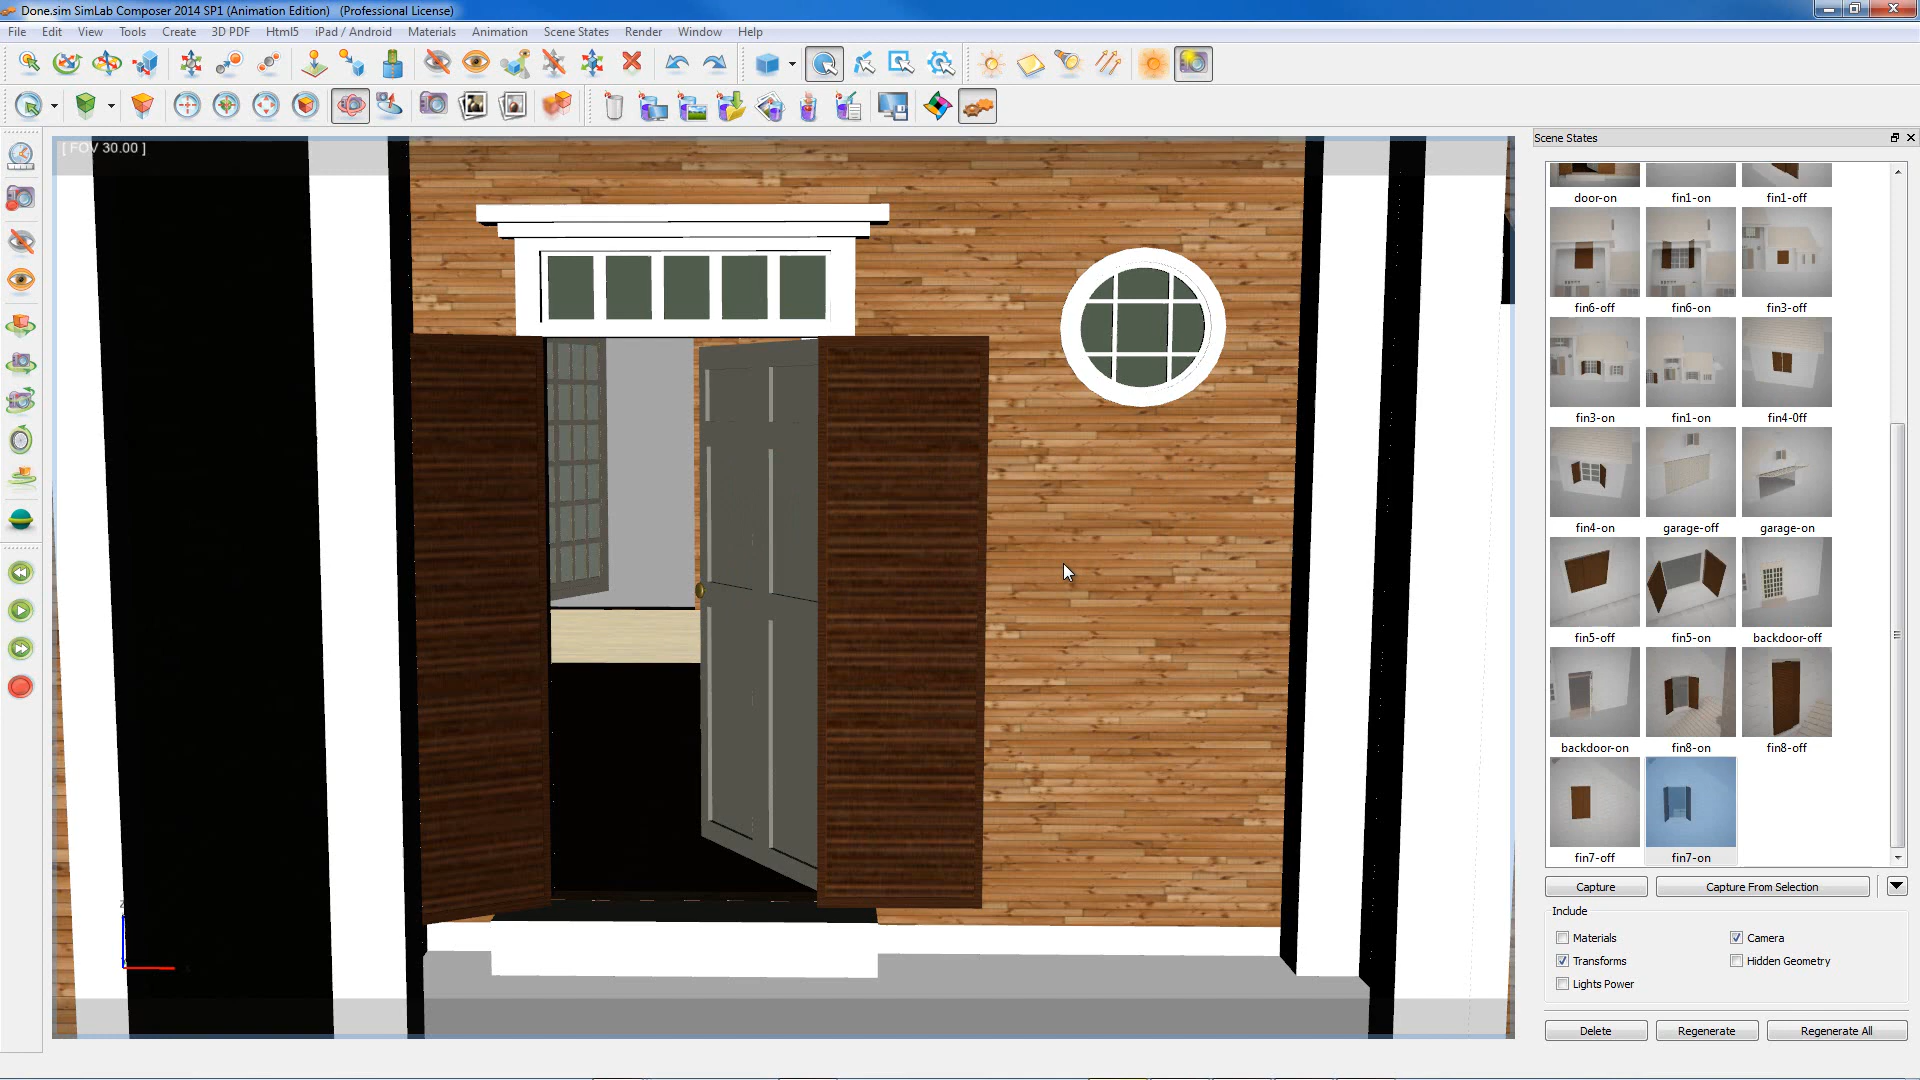 Done.sim SimLab Composer 2014 SP1 (Animation Edition)   (Professional License)
File Edit View Tools Create 3D PDF Html5 iPad / Android Materials Animation Scene States Render Window Help
[ FOV 30.00 ]
Scene States
door-on fin1-on fin1-off
fin6-off fin6-on fin3-off
fin3-on fin1-on fin4-0ff
fin4-on garage-off garage-on
fin5-off fin5-on backdoor-off
backdoor-on fin8-on fin8-off
fin7-off fin7-on
Capture Capture From Selection
Include
Materials Camera
Transforms Hidden Geometry
Lights Power
Delete Regenerate Regenerate All